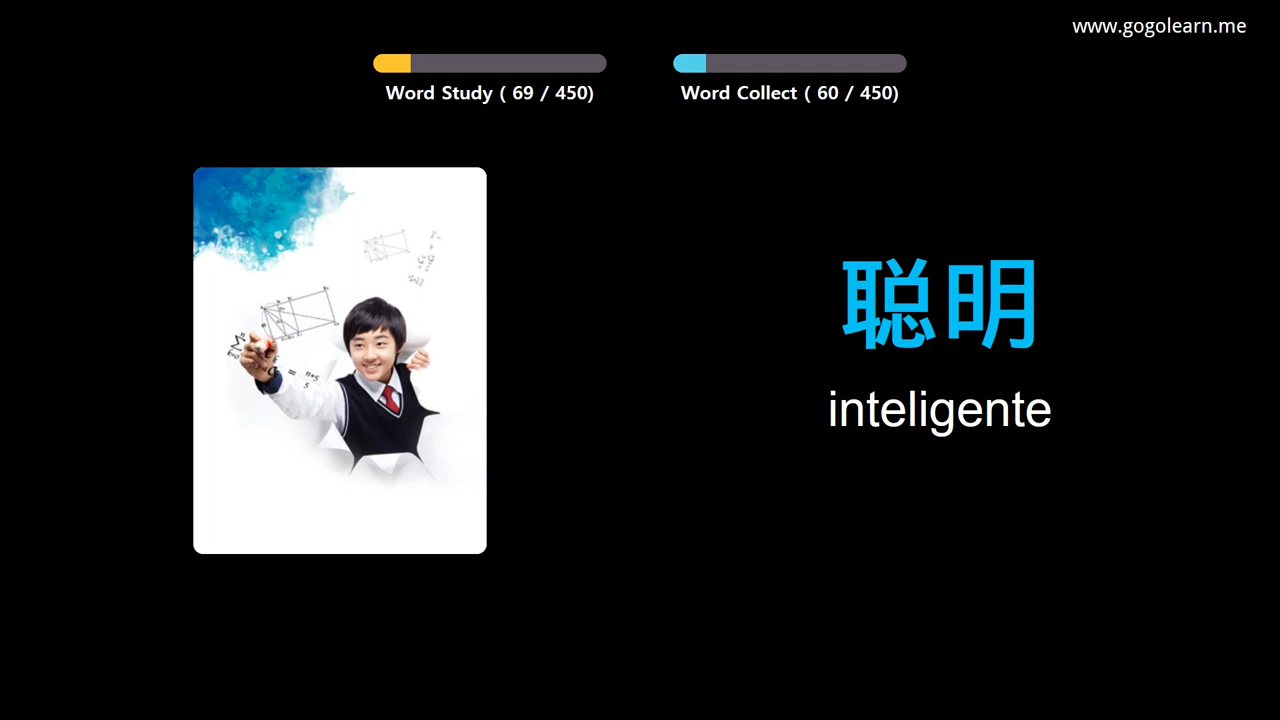 www.gogolearn.me
Word Study ( 69 / 450)
Word Collect ( 60 / 450)
聪明
inteligente